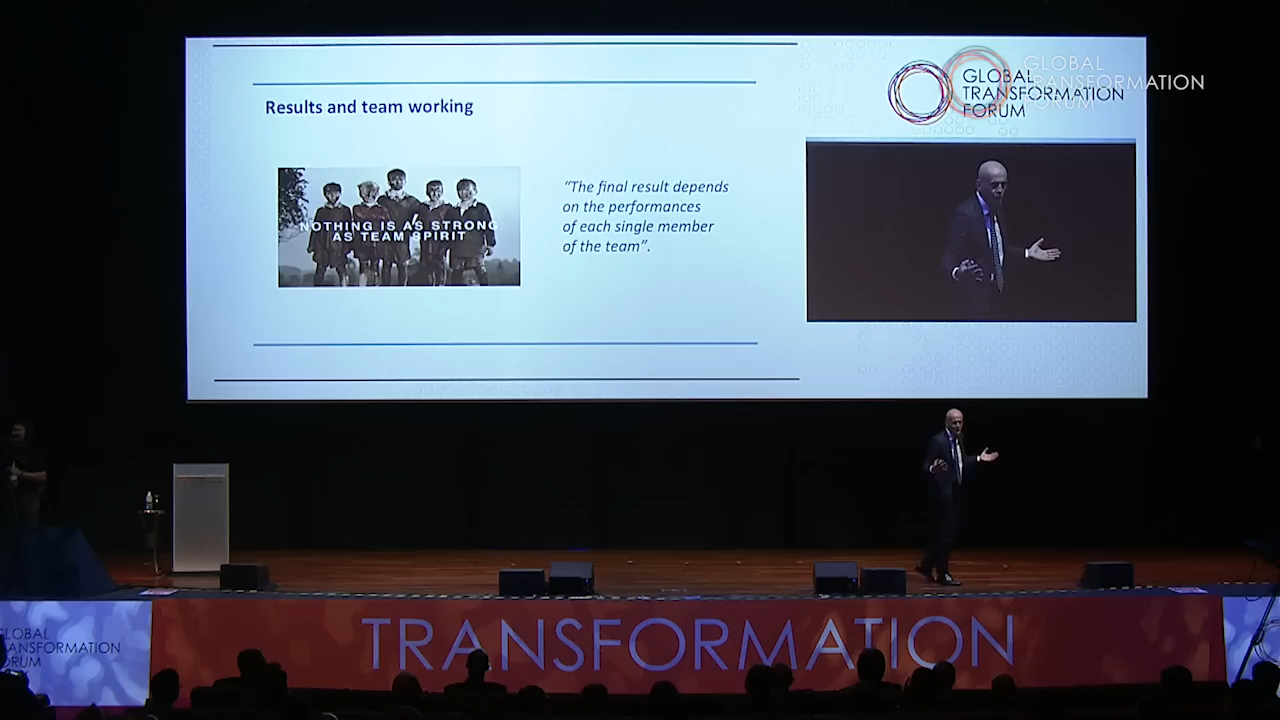 Results and team working
NOTHING IS AS STRONG
AS TEAM SPIRIT
“The final result depends
on the performances
of each single member
of the team”.
GLOBAL
TRANSFORMATION
FORUM
GLOBAL
TRANSFORMATION
FORUM
TRANSFORMATION
GLOBAL
TRANSFORMATION
FORUM